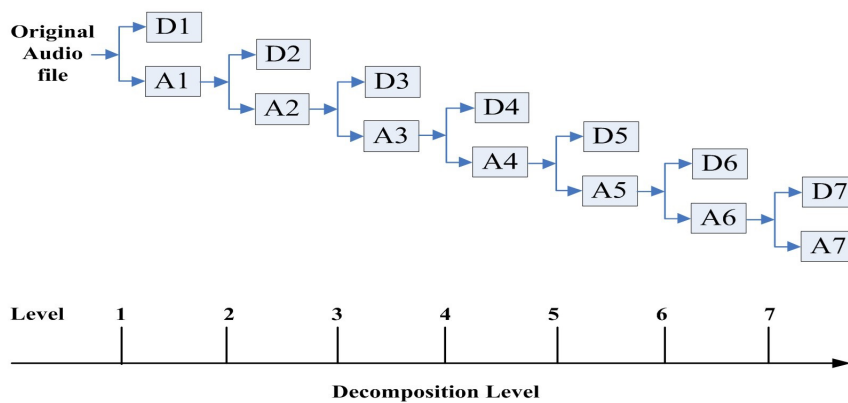 Original
Audio
file
D1
A1
D2
A2
D3
A3
D4
A4
D5
A5
D6
A6
D7
A7
Level 1 2 3 4 5 6 7
Decomposition Level